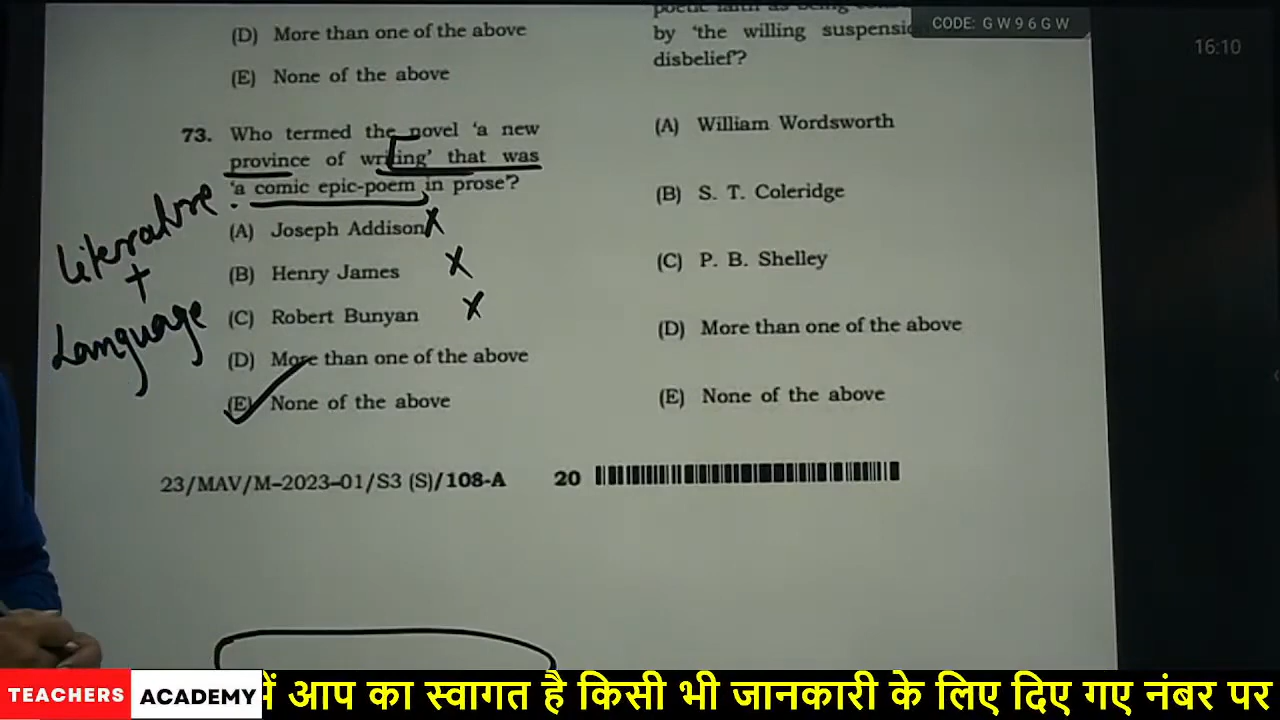 (D) More than one of the above
(E) None of the above
73. Who termed the novel 'a new
province of writing' that was
'a comic epic-poem in prose'?
(A) Joseph Addison X
(B) Henry James X
(C) Robert Bunyan X
(D) More than one of the above
(E) None of the above
Literature
+
Language
poetic faith as being
by 'the willing
disbelief'?
(A) William Wordsworth
(B) S. T. Coleridge
(C) P. B. Shelley
(D) More than one of the above
(E) None of the above
23/MAV/M–2023–01/S3 (S)/108-A 20
CODE: G W 9 6 G W
16:10
TEACHERS ACADEMY
में आप का स्वागत है किसी भी जानकारी के लिए दिए गए नंबर पर